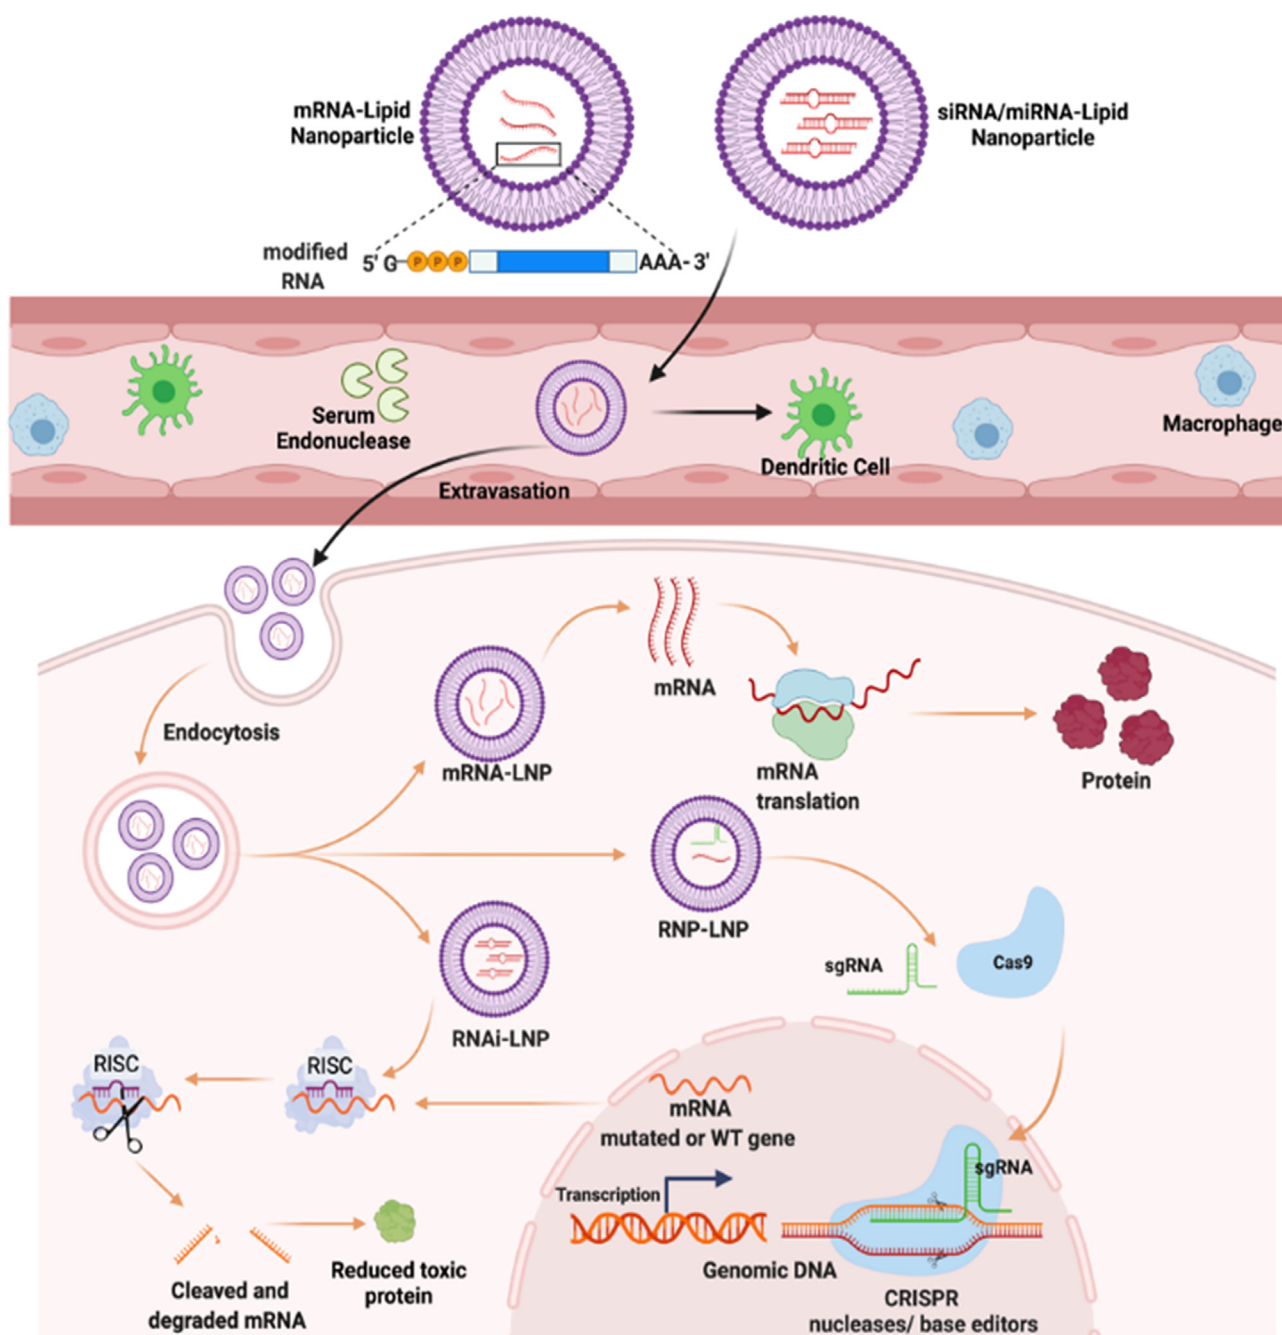 mRNA-Lipid
Nanoparticle
siRNA/miRNA-Lipid
Nanoparticle
modified
RNA
5' G-PPP AAA-3'
Serum
Endonuclease
Dendritic Cell
Macrophage
Extravasation
Endocytosis
mRNA
mRNA-LNP
mRNA
translation
Protein
RNP-LNP
sgRNA
Cas9
RNAi-LNP
RISC
RISC
mRNA
mutated or WT gene
sgRNA
Transcription
Genomic DNA
Cleaved and
degraded mRNA
Reduced toxic
protein
CRISPR
nucleases/ base editors